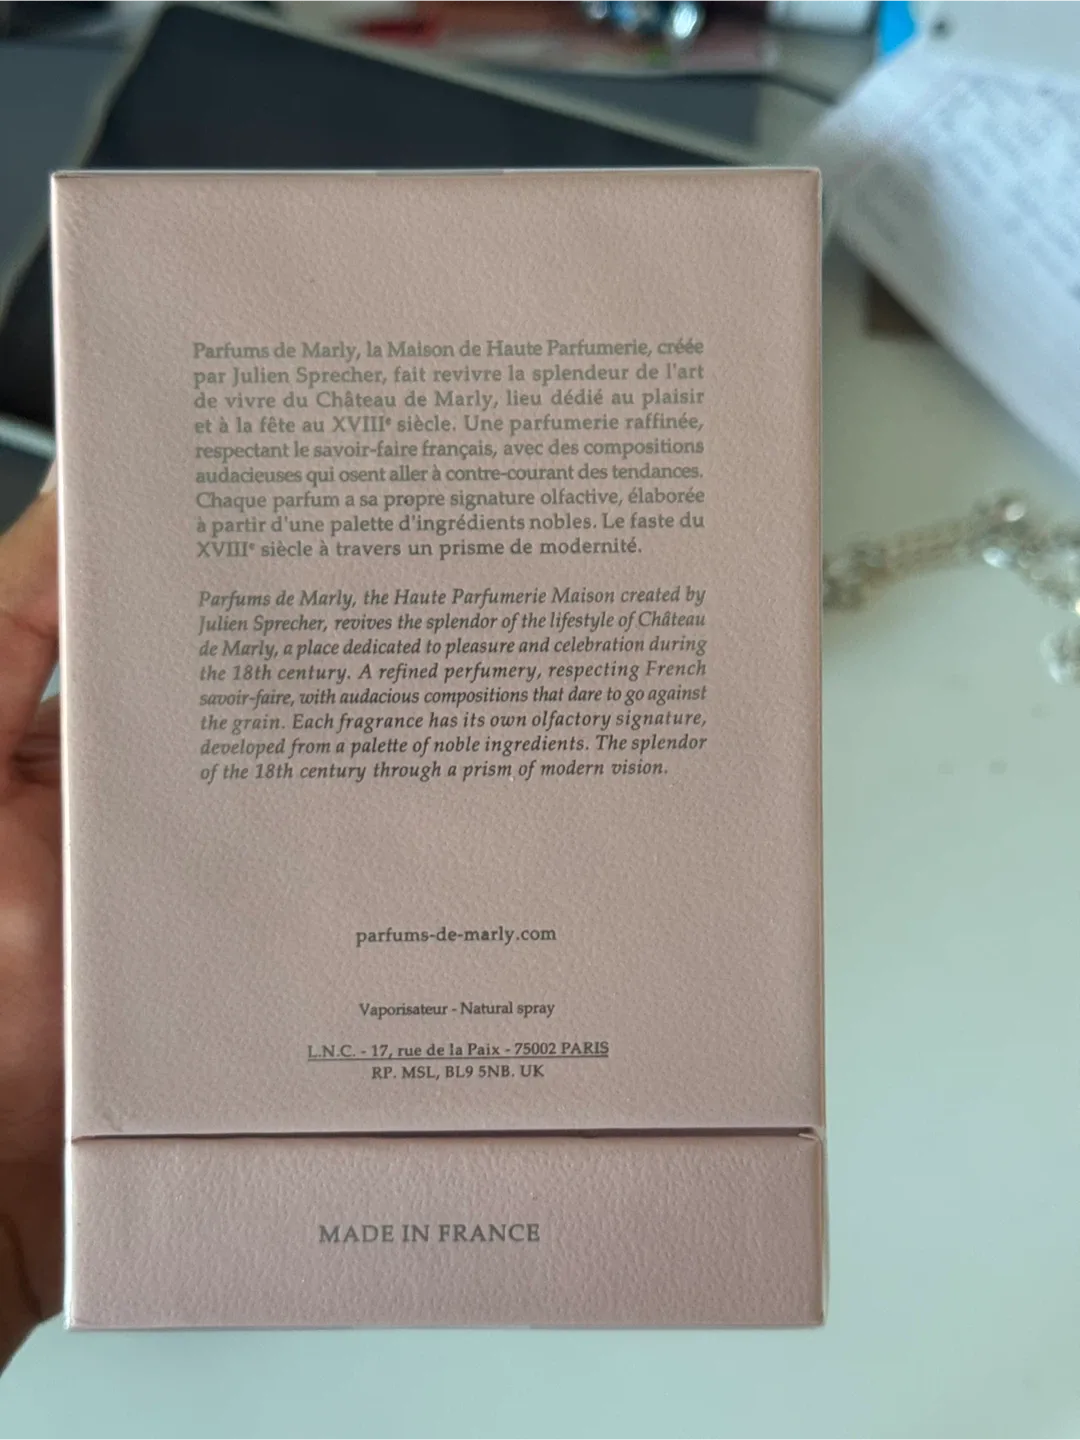 Parfums de Marly, la Maison de Haute Parfumerie, créée
par Julien Sprecher, fait revivre la splendeur de l'art
de vivre du Château de Marly, lieu dédié au plaisir
et à la fête au XVIIIᵉ siècle. Une parfumerie raffinée,
respectant le savoir-faire français, avec des compositions
audacieuses qui osent aller à contre-courant des tendances.
Chaque parfum a sa propre signature olfactive, élaborée
à partir d'une palette d'ingrédients nobles. Le faste du
XVIIIᵉ siècle à travers un prisme de modernité.
Parfums de Marly, the Haute Parfumerie Maison created by
Julien Sprecher, revives the splendor of the lifestyle of Château
de Marly, a place dedicated to pleasure and celebration during
the 18th century. A refined perfumery, respecting French
savoir-faire, with audacious compositions that dare to go against
the grain. Each fragrance has its own olfactory signature,
developed from a palette of noble ingredients. The splendor
of the 18th century through a prism of modern vision.
parfums-de-marly.com
Vaporisateur - Natural spray
L.N.C. - 17, rue de la Paix - 75002 PARIS
RP. MSL, BL9 5NB. UK
MADE IN FRANCE